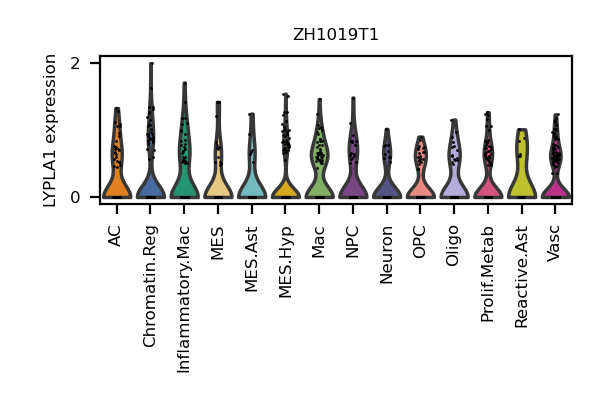 ZH1019T1
LYPLA1 expression
2
0
AC
Chromatin.Reg
Inflammatory.Mac
MES
MES.Ast
MES.Hyp
Mac
NPC
Neuron
OPC
Oligo
Prolif.Metab
Reactive.Ast
Vasc